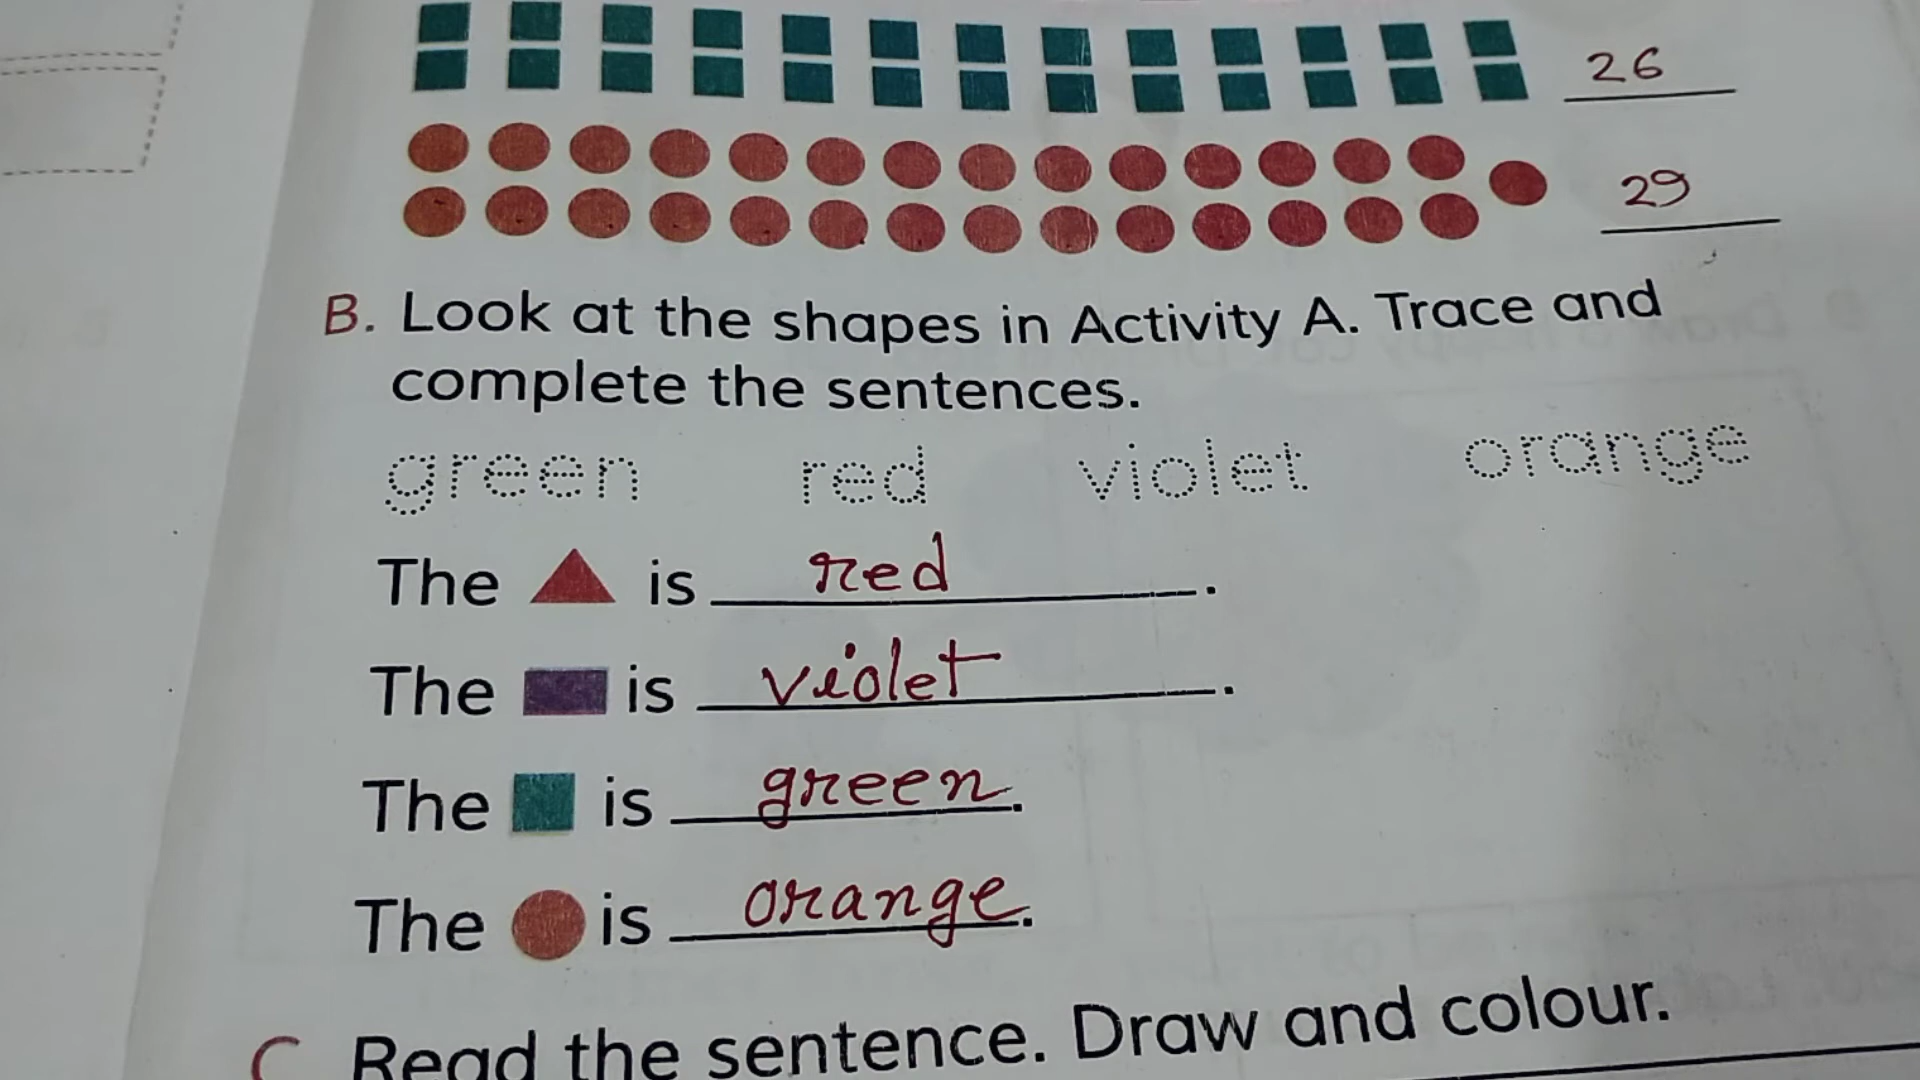 26
29
B. Look at the shapes in Activity A. Trace and
complete the sentences.
green red violet orange
The is red.
The is violet.
The is green.
The is orange.
C Read the sentence. Draw and colour.